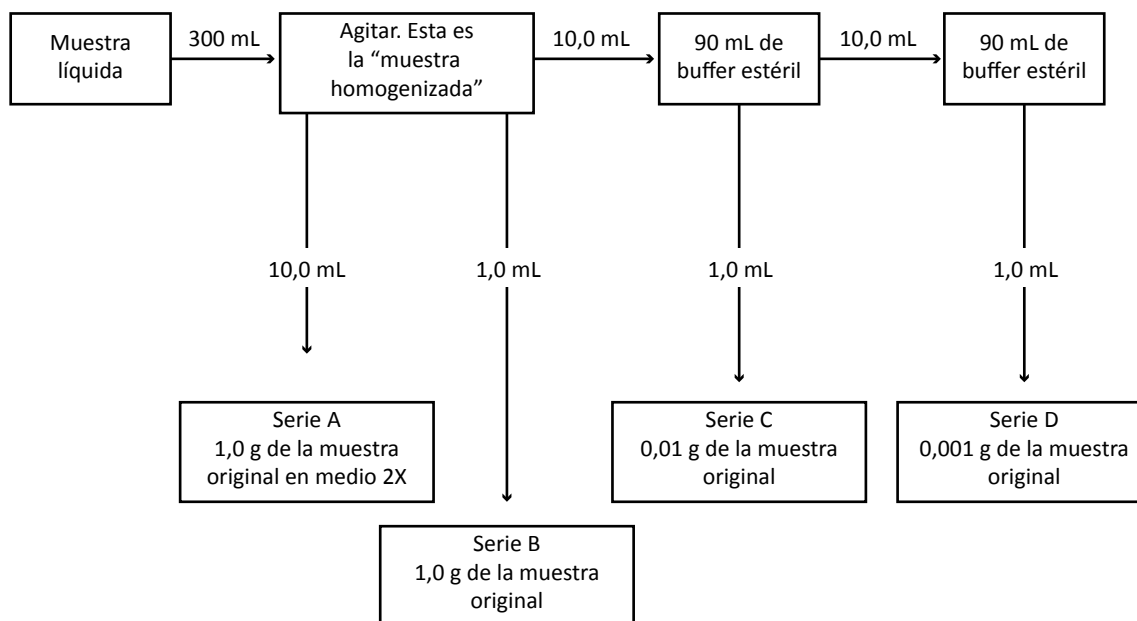 Muestra
líquida
300 mL
Agitar. Esta es
la “muestra
homogenizada”
10,0 mL
90 mL de
buffer estéril
10,0 mL
90 mL de
buffer estéril
10,0 mL
1,0 mL
1,0 mL
1,0 mL
Serie A
1,0 g de la muestra
original en medio 2X
Serie C
0,01 g de la muestra
original
Serie D
0,001 g de la muestra
original
Serie B
1,0 g de la muestra
original